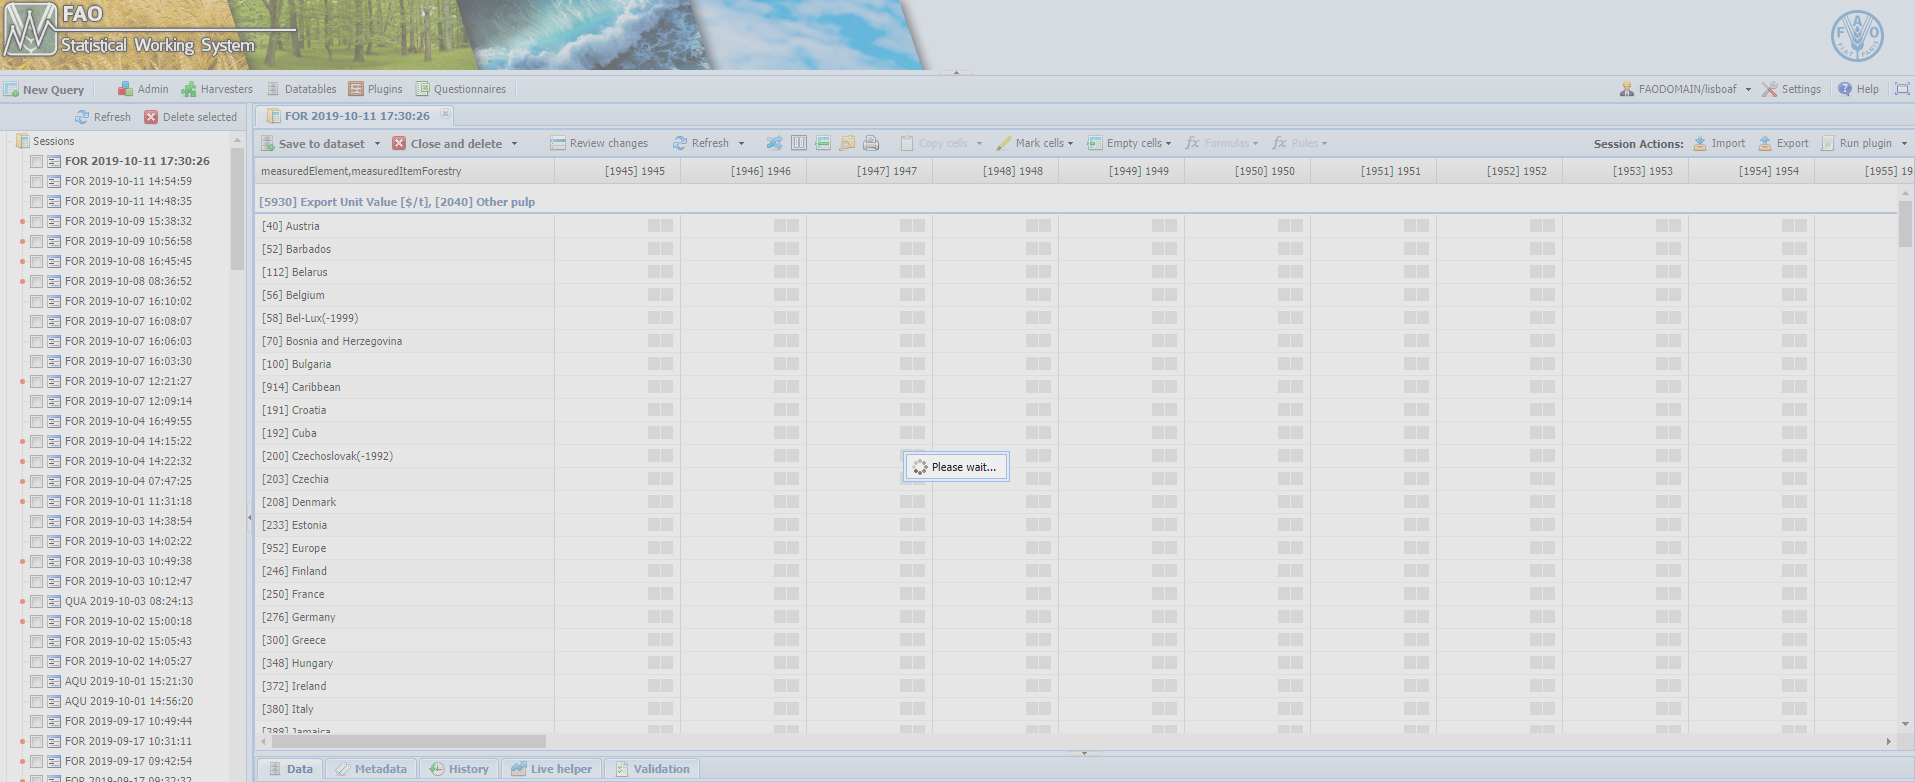 FAO
Statistical Working System
New Query Admin Harvesters Datatables Plugins Questionnaires FAODOMAIN/lisboaf Settings Help
Refresh Delete selected
Sessions
FOR 2019-10-11 17:30:26
FOR 2019-10-11 14:54:59
FOR 2019-10-11 14:48:35
FOR 2019-10-09 15:38:32
FOR 2019-10-09 10:56:58
FOR 2019-10-08 16:45:45
FOR 2019-10-08 08:36:52
FOR 2019-10-07 16:10:02
FOR 2019-10-07 16:08:07
FOR 2019-10-07 16:06:03
FOR 2019-10-07 16:03:30
FOR 2019-10-07 12:21:27
FOR 2019-10-07 12:09:14
FOR 2019-10-04 16:49:55
FOR 2019-10-04 14:15:22
FOR 2019-10-04 14:22:32
FOR 2019-10-04 07:47:25
FOR 2019-10-01 11:31:18
FOR 2019-10-03 14:38:54
FOR 2019-10-03 14:02:22
FOR 2019-10-03 10:49:38
FOR 2019-10-03 10:12:47
QUA 2019-10-03 08:24:13
FOR 2019-10-02 15:00:18
FOR 2019-10-02 15:05:43
FOR 2019-10-02 14:05:27
AQU 2019-10-01 15:21:30
AQU 2019-10-01 14:56:20
FOR 2019-09-17 10:49:44
FOR 2019-09-17 10:31:11
FOR 2019-09-17 09:42:54
FOR 2019-09-17 09:32:32
FOR 2019-10-11 17:30:26
Save to dataset Close and delete Review changes Refresh Copy cells Mark cells Empty cells fx Formulas fx Rules Session Actions: Import Export Run plugin
measuredElement,measuredItemForestry [1945] 1945 [1946] 1946 [1947] 1947 [1948] 1948 [1949] 1949 [1950] 1950 [1951] 1951 [1952] 1952 [1953] 1953 [1954] 1954 [1955] 19
[5930] Export Unit Value [$/t], [2040] Other pulp
[40] Austria
[52] Barbados
[112] Belarus
[56] Belgium
[58] Bel-Lux(-1999)
[70] Bosnia and Herzegovina
[100] Bulgaria
[914] Caribbean
[191] Croatia
[192] Cuba
[200] Czechoslovak(-1992)
[203] Czechia
[208] Denmark
[233] Estonia
[952] Europe
[246] Finland
[250] France
[276] Germany
[300] Greece
[348] Hungary
[372] Ireland
[380] Italy
[388] Jamaica
Please wait...
Data Metadata History Live helper Validation